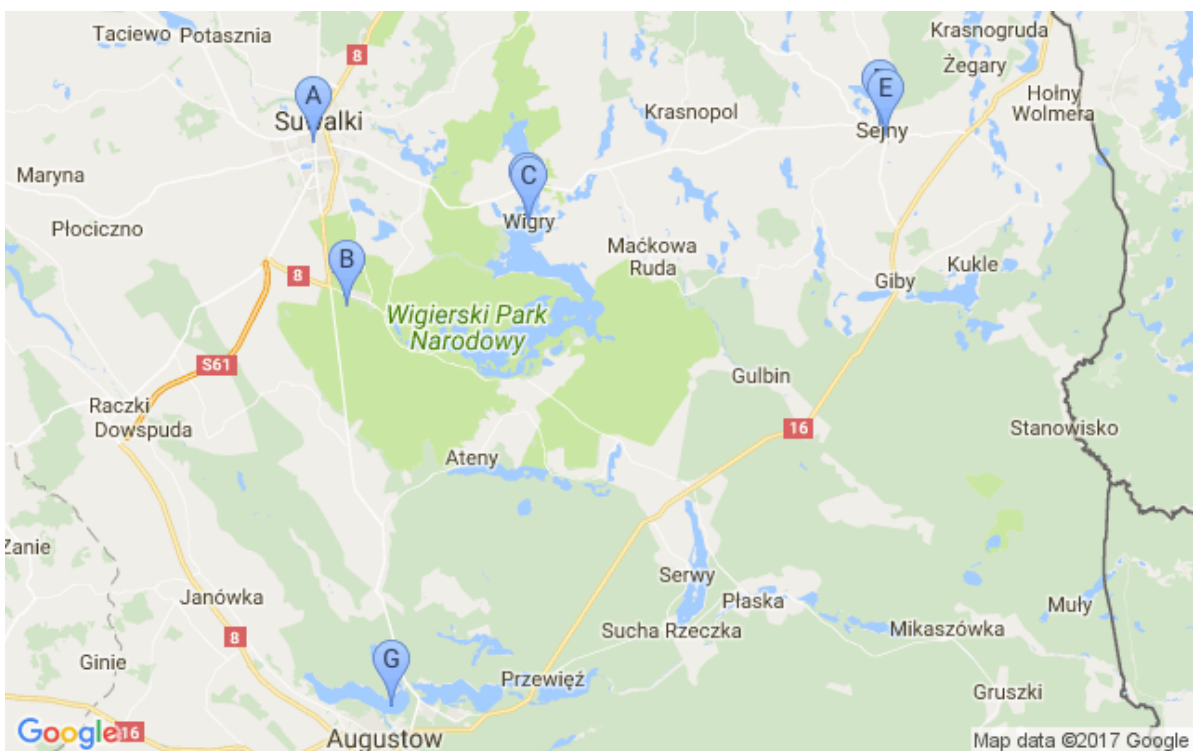 Taciewo
Potasznia
8
Krasnogruda
Żegary
A
E
Hołny
Wolmera
Krasnopol
Suwałki
Sejny
Maryna
C
Wigry
Płociczno
Maćkowa
Ruda
B
8
Kukle
Giby
Wigierski Park
Narodowy
S61
Gulbin
Raczki
Dowspuda
16
Stanowisko
Ateny
Zanie
Serwy
Janówka
Płaska
Muły
8
Sucha Rzeczka
Mikaszówka
Ginie
G
Przewięź
Gruszki
Google
16
Augustow
Map data ©2017 Google